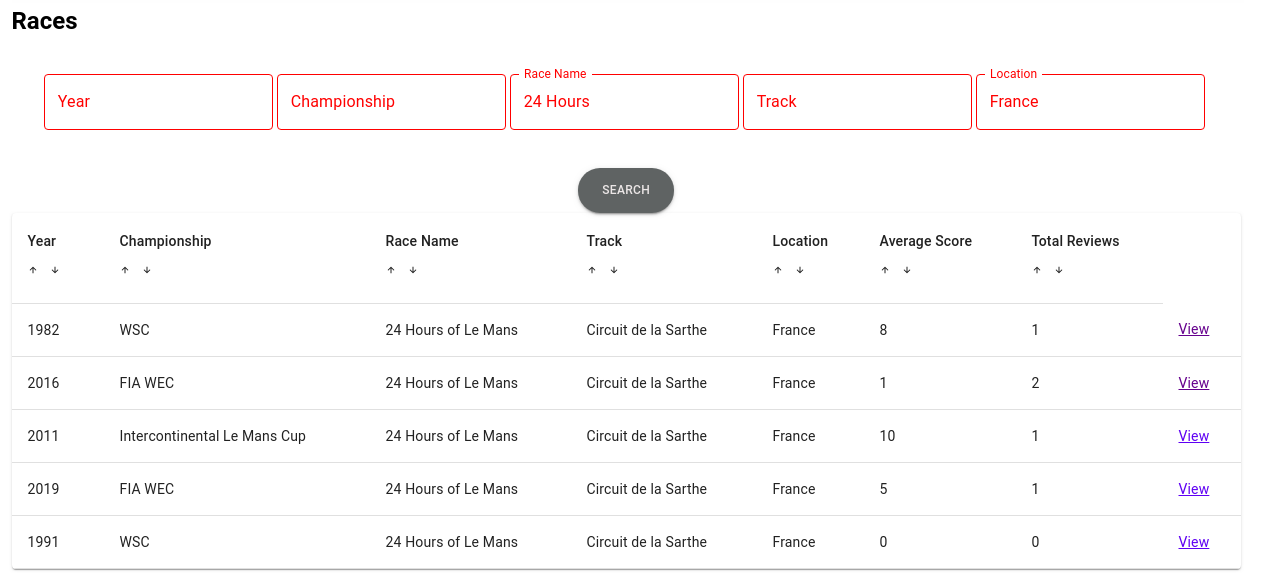 Races
Race Name Location
Year Championship 24 Hours Track France
SEARCH
Year Championship Race Name Track Location Average Score Total Reviews
↑ ↓ ↑ ↓ ↑ ↓ ↑ ↓ ↑ ↓ ↑ ↓ ↑ ↓
1982 WSC 24 Hours of Le Mans Circuit de la Sarthe France 8 1 View
2016 FIA WEC 24 Hours of Le Mans Circuit de la Sarthe France 1 2 View
2011 Intercontinental Le Mans Cup 24 Hours of Le Mans Circuit de la Sarthe France 10 1 View
2019 FIA WEC 24 Hours of Le Mans Circuit de la Sarthe France 5 1 View
1991 WSC 24 Hours of Le Mans Circuit de la Sarthe France 0 0 View